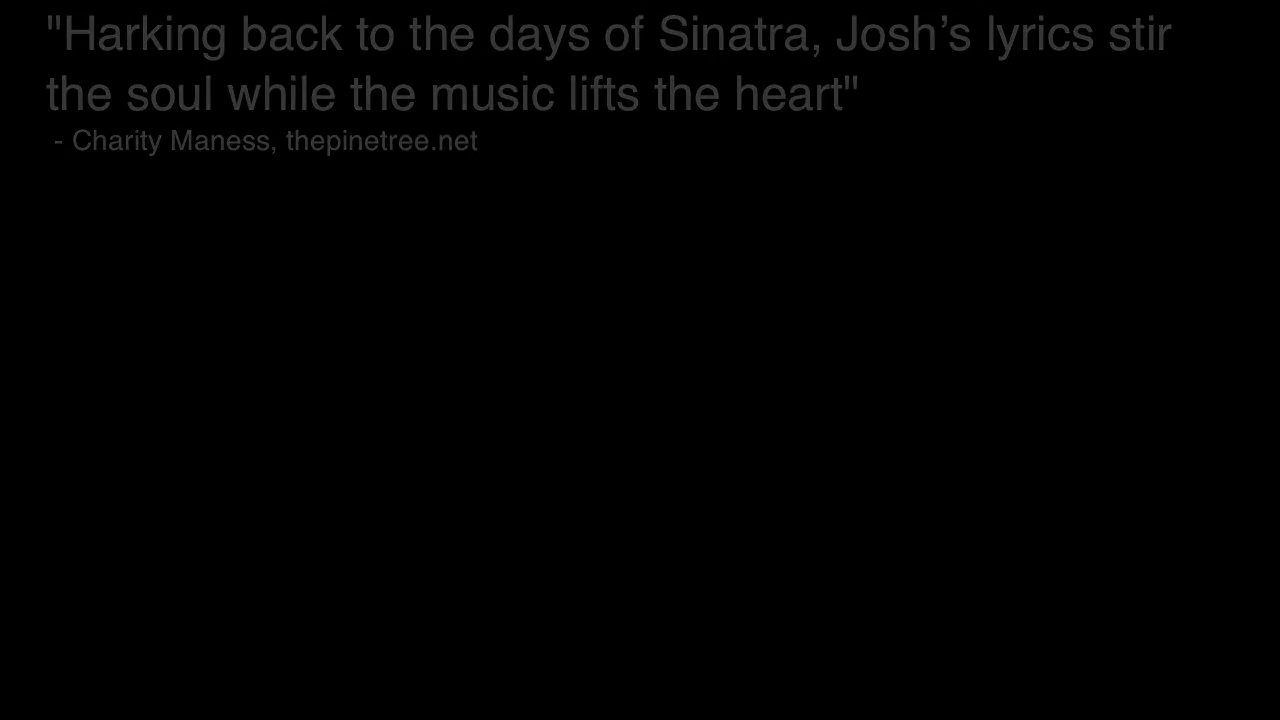 "Harking back to the days of Sinatra, Josh’s lyrics stir
the soul while the music lifts the heart"
- Charity Maness, thepinetree.net